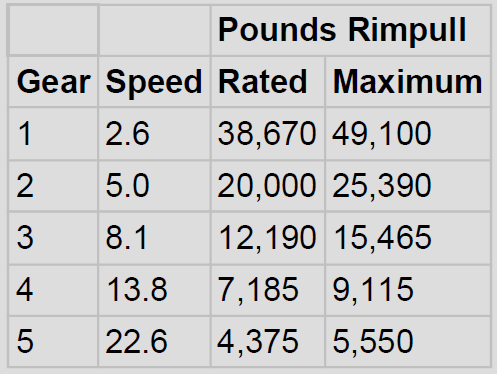 Pounds Rimpull
Gear Speed Rated Maximum
1 2.6 38,670 49,100
2 5.0 20,000 25,390
3 8.1 12,190 15,465
4 13.8 7,185 9,115
5 22.6 4,375 5,550